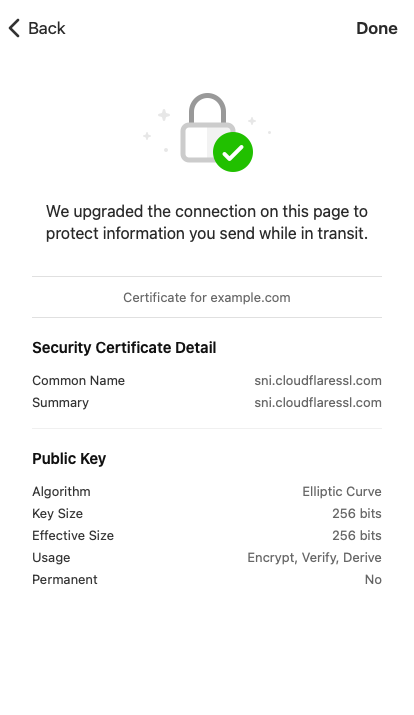 Back
Done
We upgraded the connection on this page to
protect information you send while in transit.
Certificate for example.com
Security Certificate Detail
Common Name sni.cloudflaressl.com
Summary sni.cloudflaressl.com
Public Key
Algorithm Elliptic Curve
Key Size 256 bits
Effective Size 256 bits
Usage Encrypt, Verify, Derive
Permanent No